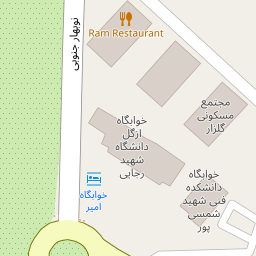 Ram Restaurant
نوبهار جنوبی
مجتمع
مسکونی
گلزار
خوابگاه
ازگل
دانشگاه
شهید
رجایی
خوابگاه
دانشکده
فنی شهید
شمسی
پور
خوابگاه
امیر